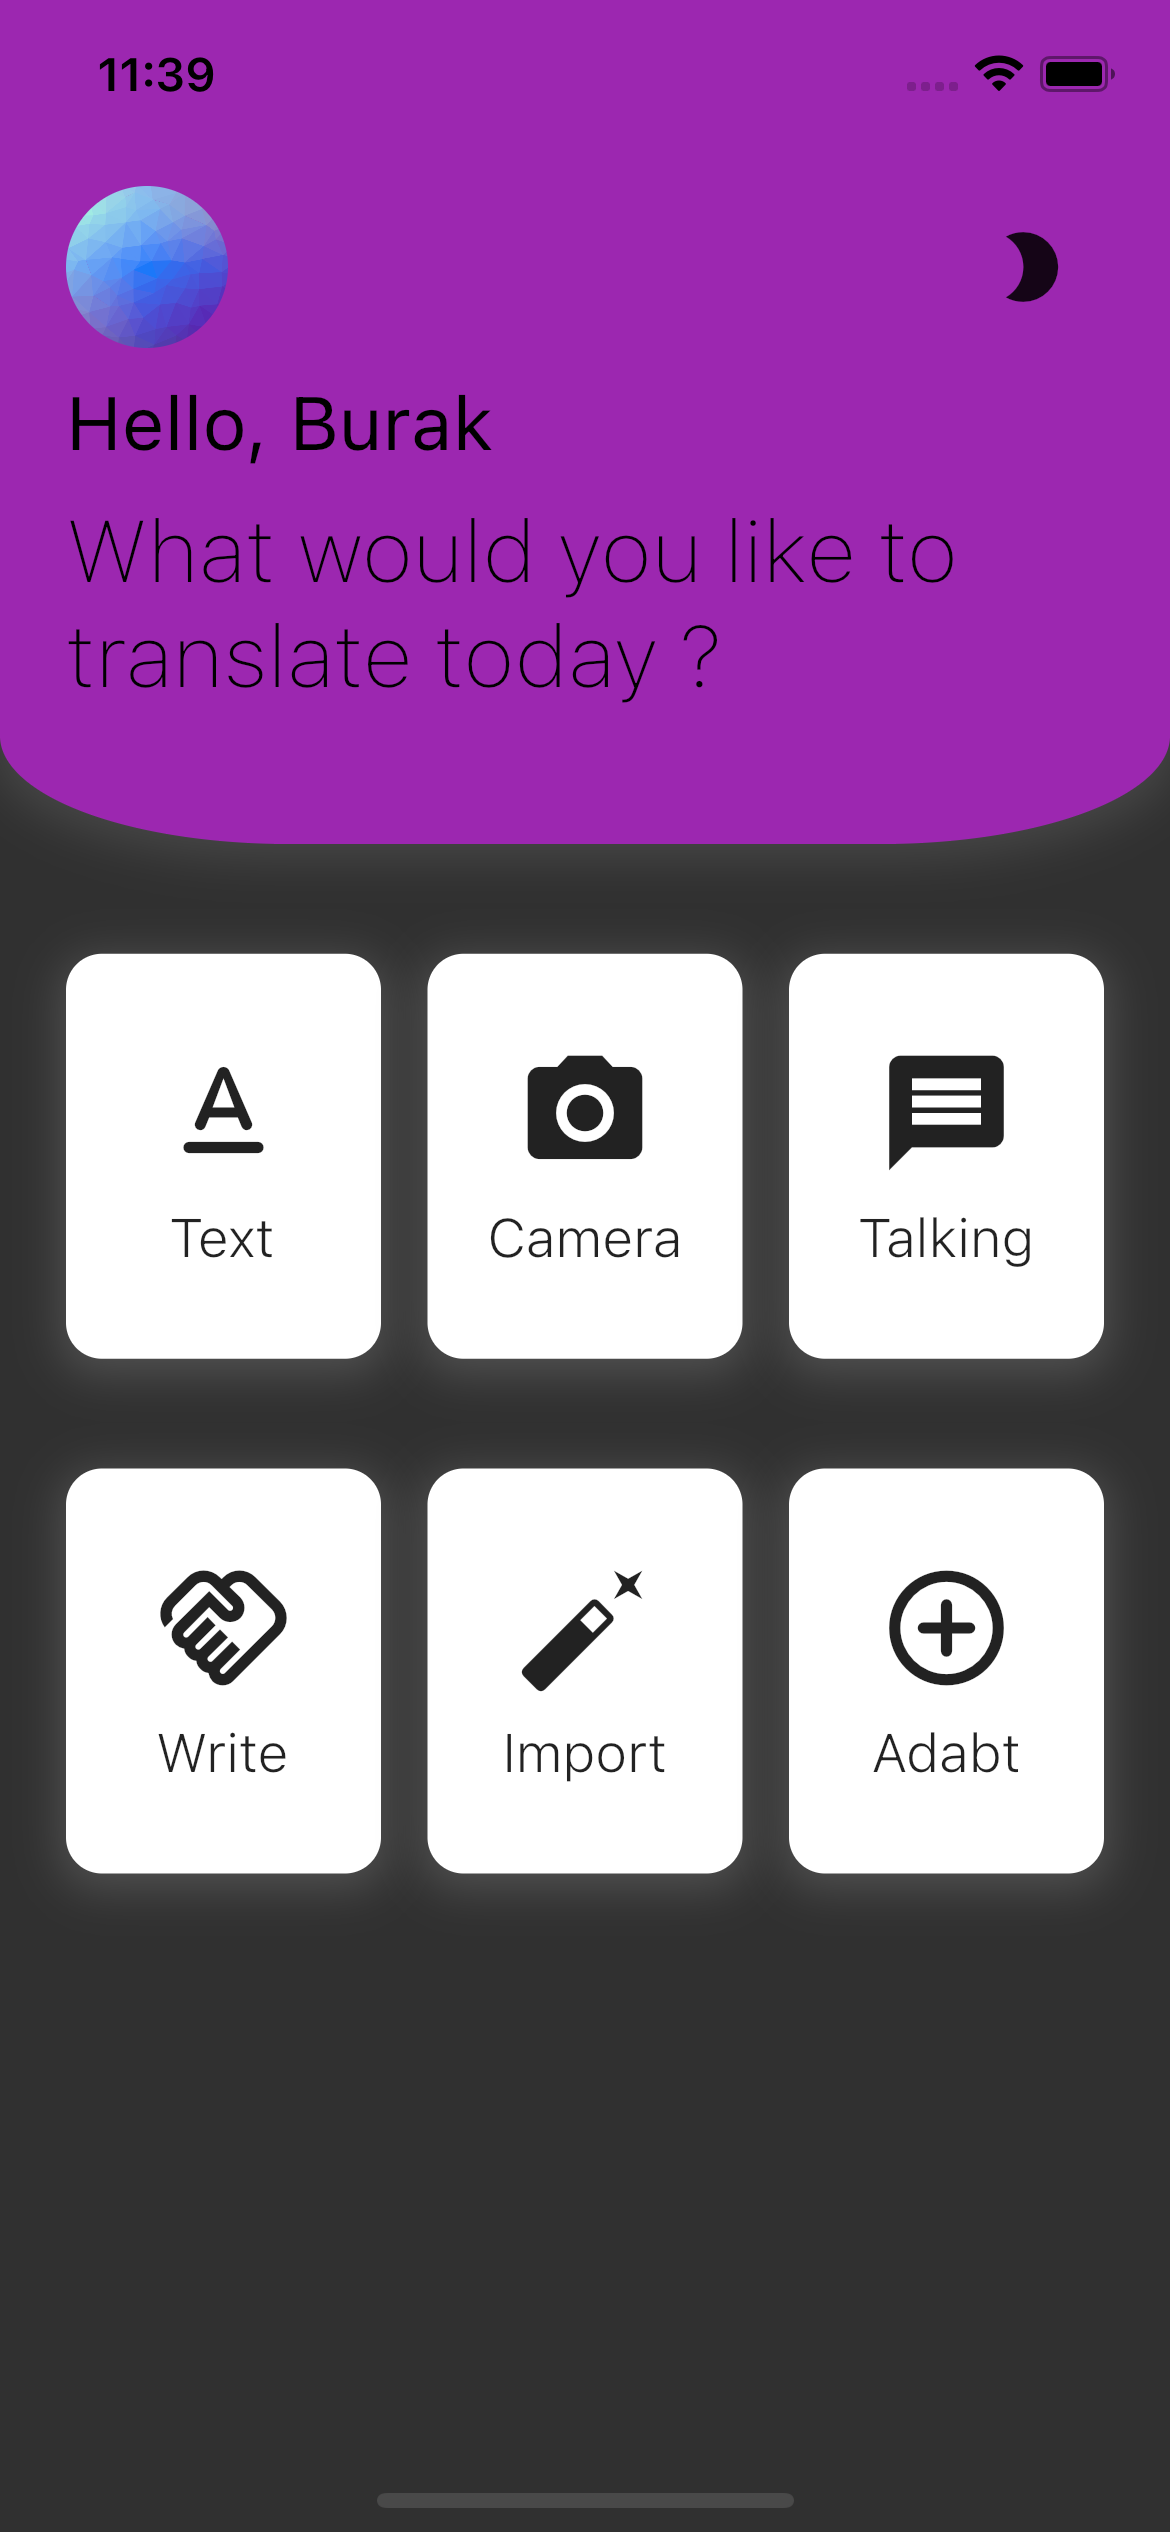 11:39
Hello, Burak
What would you like to
translate today ?
Text
Camera
Talking
Write
Import
Adabt